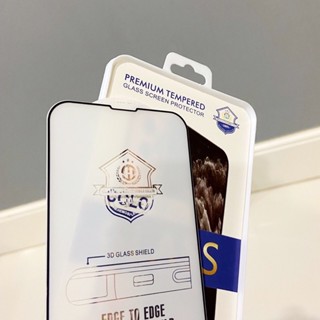 PREMIUM TEMPERED
GLASS SCREEN PROTECTOR
3D GLASS SHIELD
EDGE TO EDGE
S